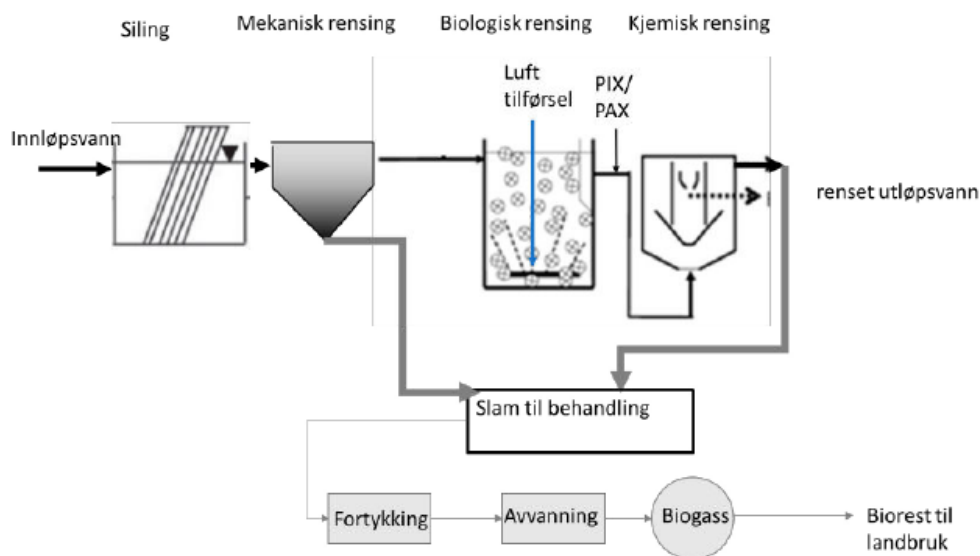 Siling
Mekanisk rensing
Biologisk rensing
Kjemisk rensing
Luft
tilførsel
PIX/
PAX
Innløpsvann
renset utløpsvann
Slam til behandling
Fortykking
Avvanning
Biogass
Biorest til
landbruk